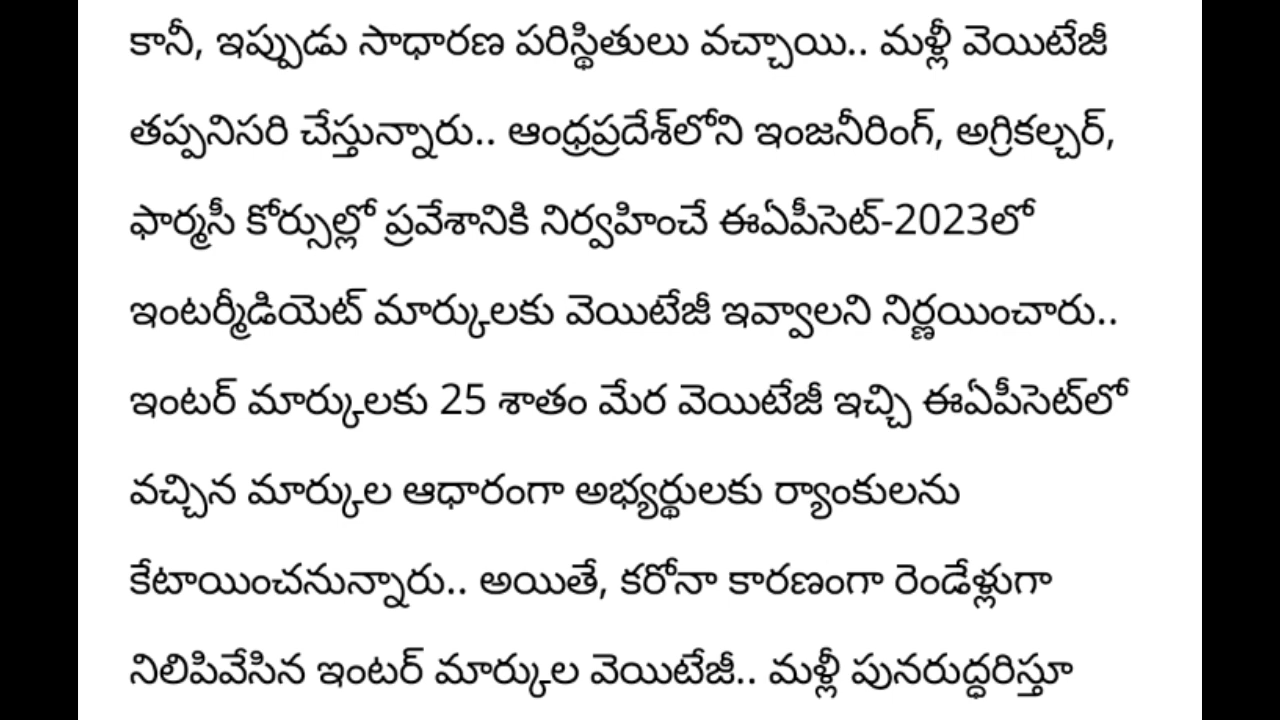 కానీ, ఇప్పుడు సాధారణ పరిస్థితులు వచ్చాయి.. మళ్లీ వెయిటేజీ
తప్పనిసరి చేస్తున్నారు.. ఆంధ్రప్రదేశ్‌లోని ఇంజనీరింగ్, అగ్రికల్చర్,
ఫార్మసీ కోర్సుల్లో ప్రవేశానికి నిర్వహించే ఈఏపీసెట్-2023లో
ఇంటర్మీడియెట్ మార్కులకు వెయిటేజీ ఇవ్వాలని నిర్ణయించారు..
ఇంటర్ మార్కులకు 25 శాతం మేర వెయిటేజీ ఇచ్చి ఈఏపీసెట్‌లో
వచ్చిన మార్కుల ఆధారంగా అభ్యర్థులకు ర్యాంకులను
కేటాయించనున్నారు.. అయితే, కరోనా కారణంగా రెండేళ్లుగా
నిలిపివేసిన ఇంటర్ మార్కుల వెయిటేజీ.. మళ్లీ పునరుద్ధరిస్తూ